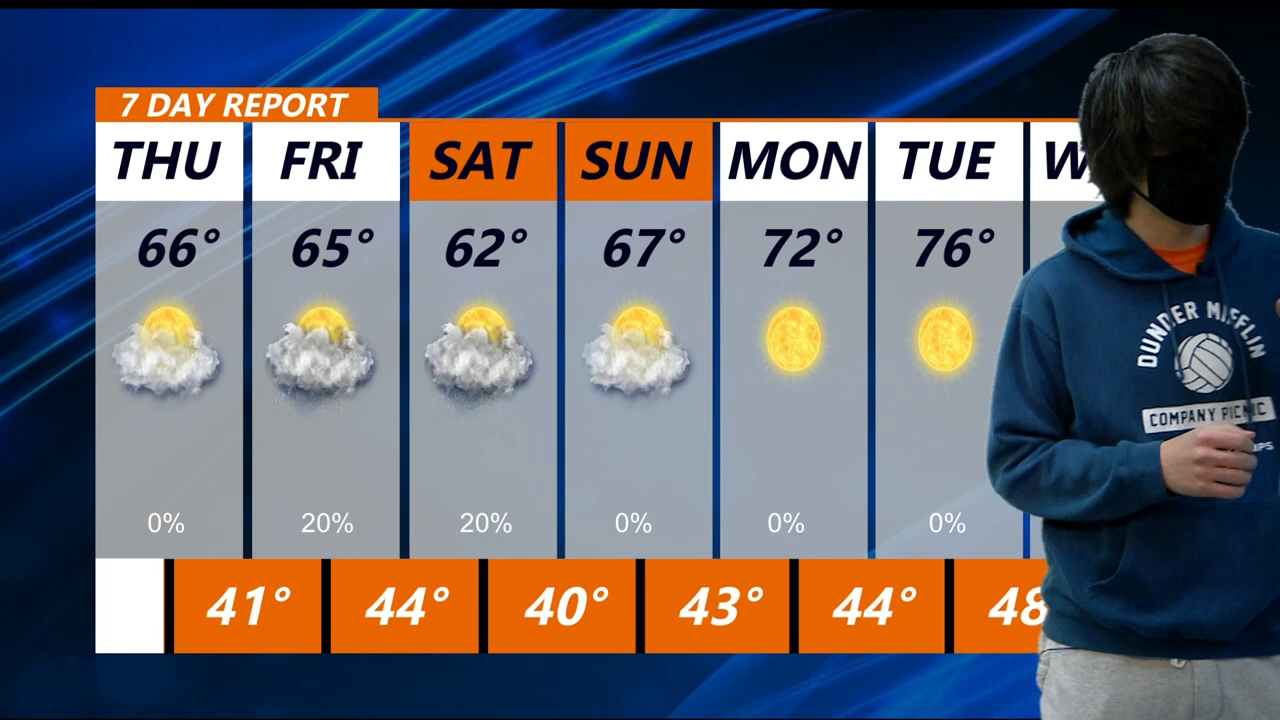 7 DAY REPORT
THU FRI SAT SUN MON TUE
66° 65° 62° 67° 72° 76°
0% 20% 20% 0% 0% 0%
41° 44° 40° 43° 44° 48
DUNDER MIFFLIN
COMPANY PICNIC